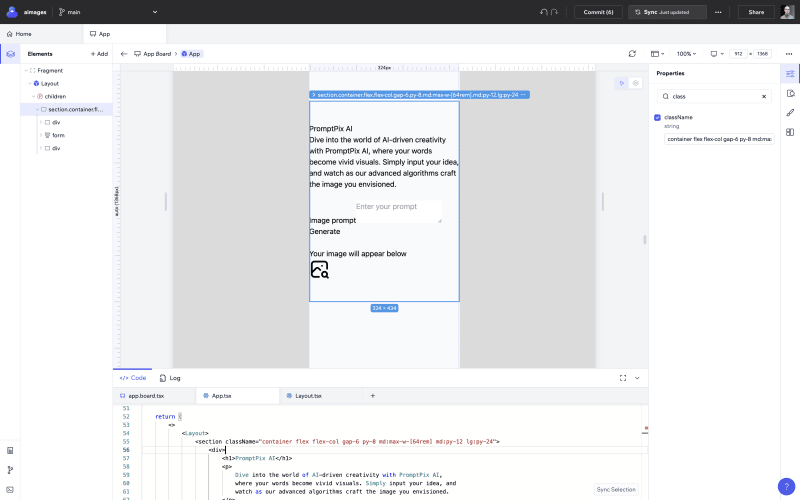 aimages
main
Commit (6)
Sync Just updated
Share
Home
App
Elements
+ Add
App Board > App
100%
912 × 1368
Properties
Fragment
Layout
children
section.container.fl...
div
form
div
324px
section.container.flex.flex-col.gap-6.py-8.md:max-w-[64rem].md:py-12.lg:py-24
auto (1368px)
class
className
string
container flex flex-col gap-6 py-8 md:max
PromptPix AI
Dive into the world of AI-driven creativity
with PromptPix AI, where your words
become vivid visuals. Simply input your idea,
and watch as our advanced algorithms craft
the image you envisioned.
Enter your prompt
Image prompt
Generate
Your image will appear below
324 × 434
</> Code
Log
app.board.tsx
App.tsx
Layout.tsx
+
51
52 return (
53 <>
54 <Layout>
55 <section className="container flex flex-col gap-6 py-8 md:max-w-[64rem] md:py-12 lg:py-24">
56 <div>
57 <h1>PromptPix AI</h1>
58 <p>
59 Dive into the world of AI-driven creativity with PromptPix AI,
60 where your words become vivid visuals. Simply input your idea, and
61 watch as our advanced algorithms craft the image you envisioned.
Sync Selection
?